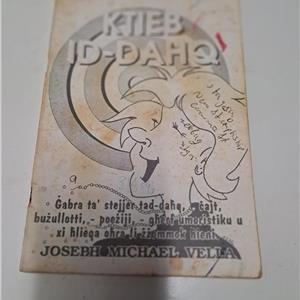 KTIEB
ID-DAHQ
Ġabra ta' stejjer tad-daħq, - ċajt,
bużullotti, - poeżiji, - għana umoristiku u
xi ħlieqa oħra li żżommok hieni
JOSEPH MICHAEL VELLA